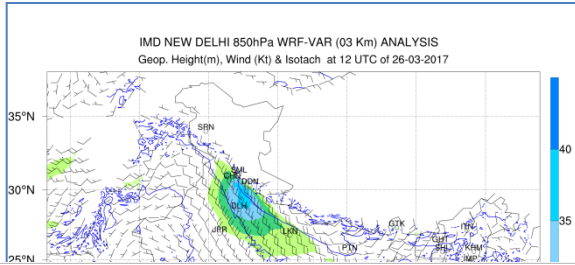 IMD NEW DELHI 850hPa WRF-VAR (03 Km) ANALYSIS
Geop. Height(m), Wind (Kt) & Isotach at 12 UTC of 26-03-2017
35°N
SRN
40
SML
DDN
30°N
DLH
35
JPR
LKN
GTK
ITN
PTN
GHT
SHL
KHM
IMP
25°N